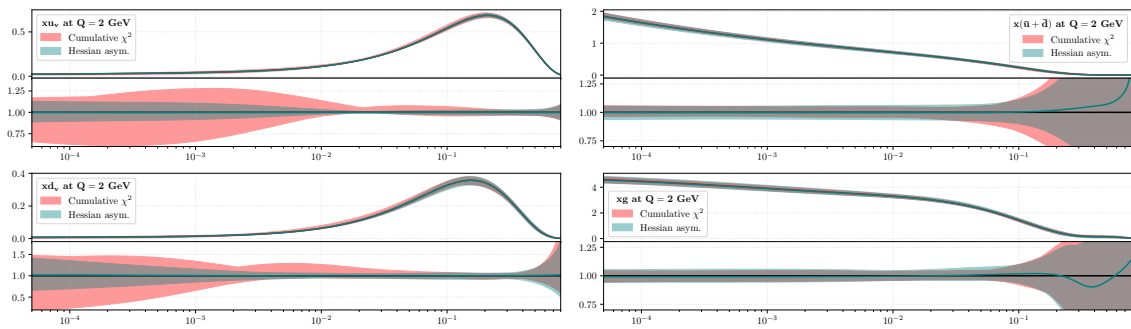 xu_v at Q = 2 GeV
Cumulative χ²
Hessian asym.
0.5
0.0
1.25
1.00
0.75
10⁻⁴ 10⁻³ 10⁻² 10⁻¹
x(ū + d̄) at Q = 2 GeV
Cumulative χ²
Hessian asym.
2
1
0
1.25
1.00
0.75
10⁻⁴ 10⁻³ 10⁻² 10⁻¹
xd_v at Q = 2 GeV
Cumulative χ²
Hessian asym.
0.4
0.2
0.0
1.5
1.0
0.5
10⁻⁴ 10⁻³ 10⁻² 10⁻¹
xg at Q = 2 GeV
Cumulative χ²
Hessian asym.
4
2
0
1.25
1.00
0.75
10⁻⁴ 10⁻³ 10⁻² 10⁻¹